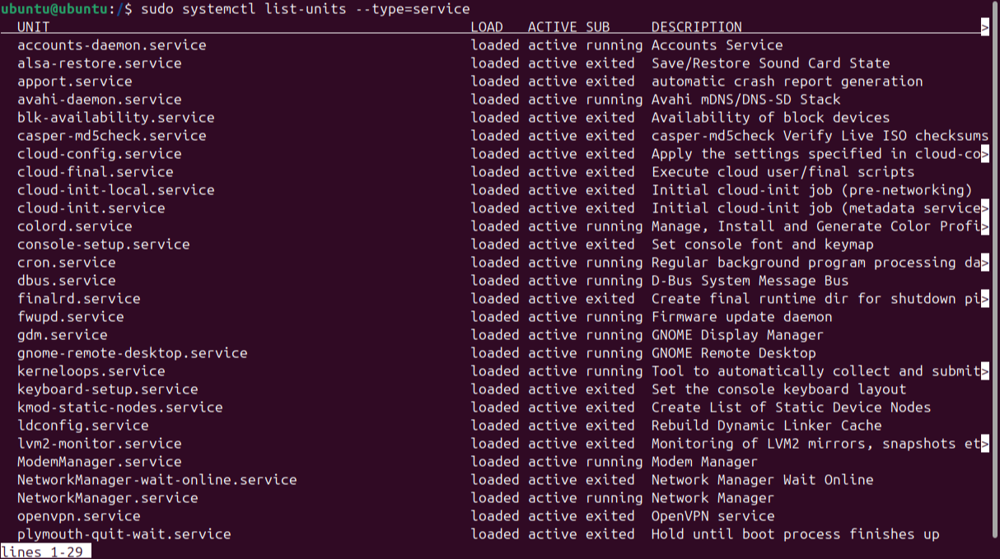 ubuntu@ubuntu:/$ sudo systemctl list-units --type=service
UNIT LOAD ACTIVE SUB DESCRIPTION >
accounts-daemon.service loaded active running Accounts Service
alsa-restore.service loaded active exited Save/Restore Sound Card State
apport.service loaded active exited automatic crash report generation
avahi-daemon.service loaded active running Avahi mDNS/DNS-SD Stack
blk-availability.service loaded active exited Availability of block devices
casper-md5check.service loaded active exited casper-md5check Verify Live ISO checksums
cloud-config.service loaded active exited Apply the settings specified in cloud-co>
cloud-final.service loaded active exited Execute cloud user/final scripts
cloud-init-local.service loaded active exited Initial cloud-init job (pre-networking)
cloud-init.service loaded active exited Initial cloud-init job (metadata service>
colord.service loaded active running Manage, Install and Generate Color Profi>
console-setup.service loaded active exited Set console font and keymap
cron.service loaded active running Regular background program processing da>
dbus.service loaded active running D-Bus System Message Bus
finalrd.service loaded active exited Create final runtime dir for shutdown pi>
fwupd.service loaded active running Firmware update daemon
gdm.service loaded active running GNOME Display Manager
gnome-remote-desktop.service loaded active running GNOME Remote Desktop
kerneloops.service loaded active running Tool to automatically collect and submit>
keyboard-setup.service loaded active exited Set the console keyboard layout
kmod-static-nodes.service loaded active exited Create List of Static Device Nodes
ldconfig.service loaded active exited Rebuild Dynamic Linker Cache
lvm2-monitor.service loaded active exited Monitoring of LVM2 mirrors, snapshots et>
ModemManager.service loaded active running Modem Manager
NetworkManager-wait-online.service loaded active exited Network Manager Wait Online
NetworkManager.service loaded active running Network Manager
openvpn.service loaded active exited OpenVPN service
plymouth-quit-wait.service loaded active exited Hold until boot process finishes up
lines 1-29